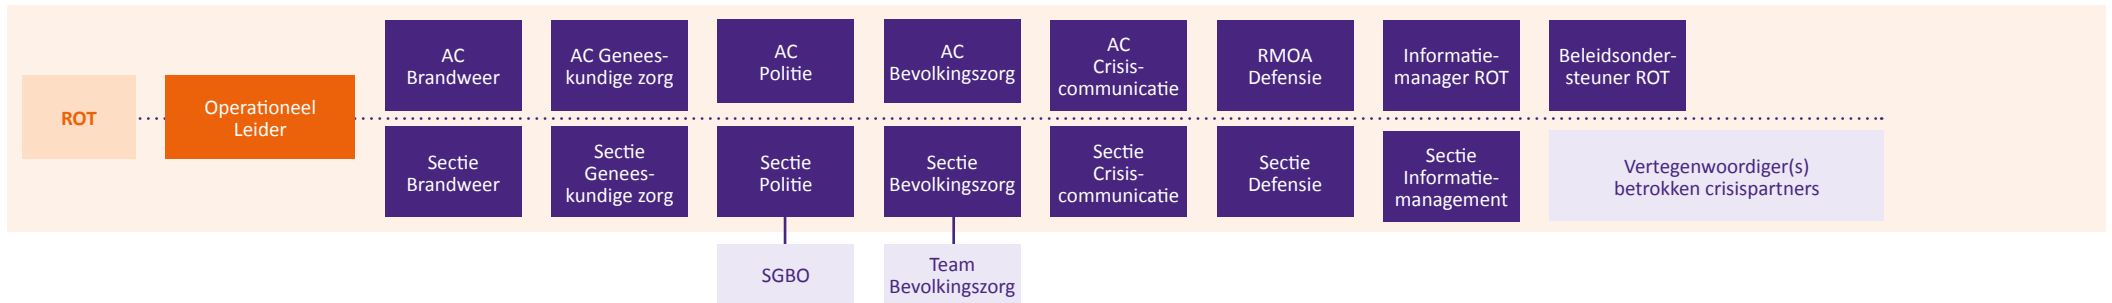 ROT
Operationeel
Leider
AC
Brandweer
AC Genees-
kundige zorg
AC
Politie
AC
Bevolkingszorg
AC
Crisis-
communicatie
RMOA
Defensie
Informatie-
manager ROT
Beleidsonder-
steuner ROT
Sectie
Brandweer
Sectie
Genees-
kundige zorg
Sectie
Politie
Sectie
Bevolkingszorg
Sectie
Crisis-
communicatie
Sectie
Defensie
Sectie
Informatie-
management
Vertegenwoordiger(s)
betrokken crisispartners
SGBO
Team
Bevolkingszorg